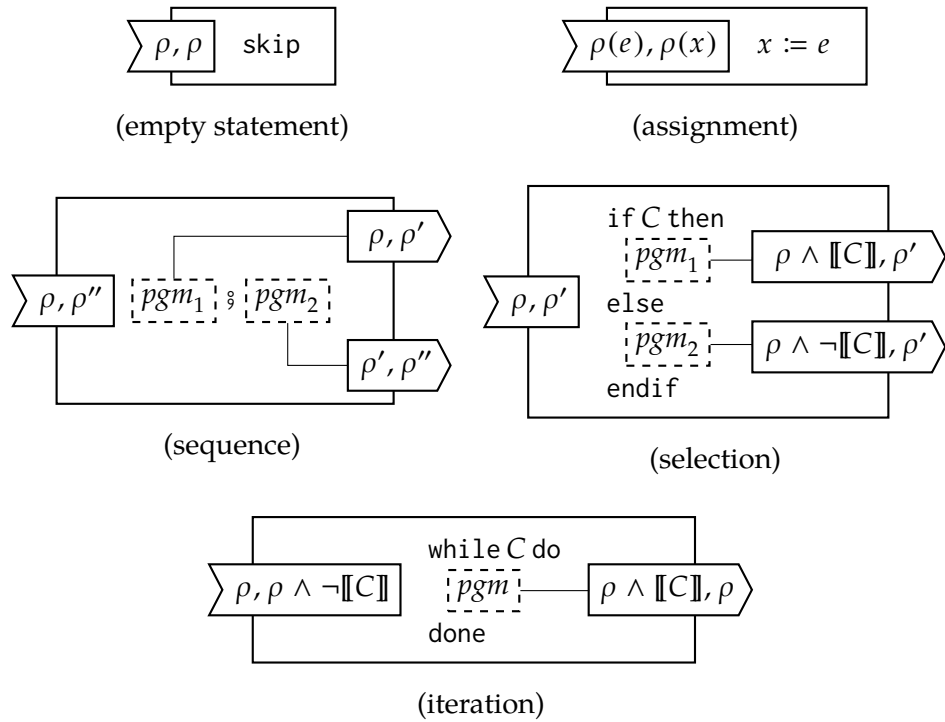 ρ, ρ skip
(empty statement)
ρ(e), ρ(x) x := e
(assignment)
ρ, ρ′
ρ, ρ″ pgm₁ ⨟ pgm₂
ρ′, ρ″
(sequence)
if C then
pgm₁ ρ ∧ ⟦C⟧, ρ′
ρ, ρ′ else
pgm₂ ρ ∧ ¬⟦C⟧, ρ′
endif
(selection)
while C do
ρ, ρ ∧ ¬⟦C⟧ pgm ρ ∧ ⟦C⟧, ρ
done
(iteration)